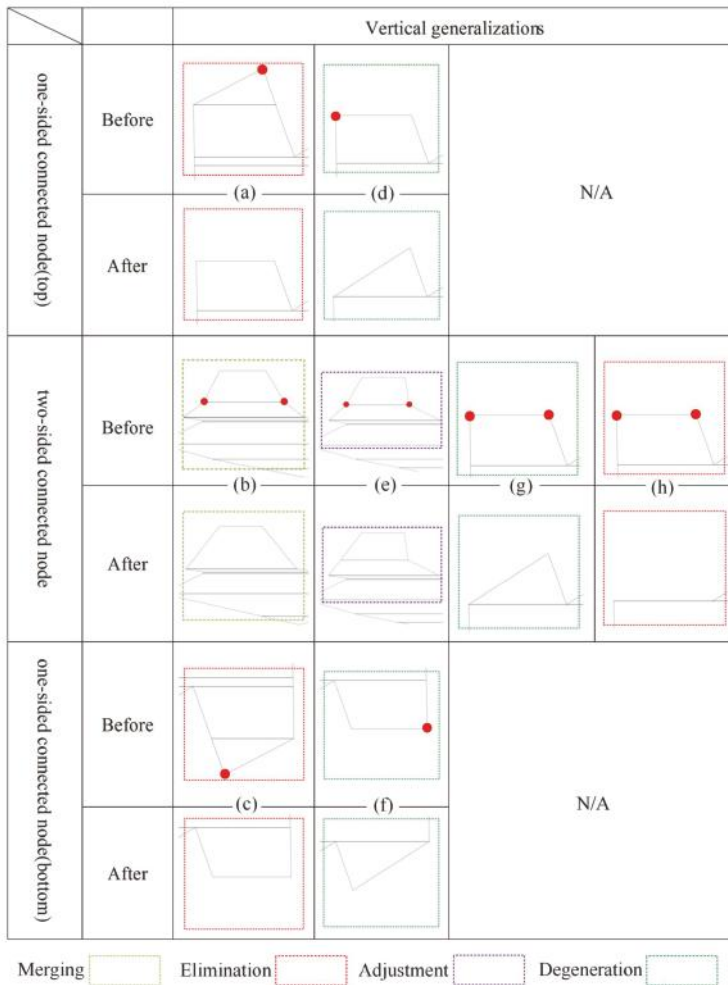 Vertical generalizations
one-sided connected node(top)
Before
(a)
(d)
N/A
After
two-sided connected node
Before
(b)
(e)
(g)
(h)
After
one-sided connected node(bottom)
Before
(c)
(f)
N/A
After
Merging
Elimination
Adjustment
Degeneration